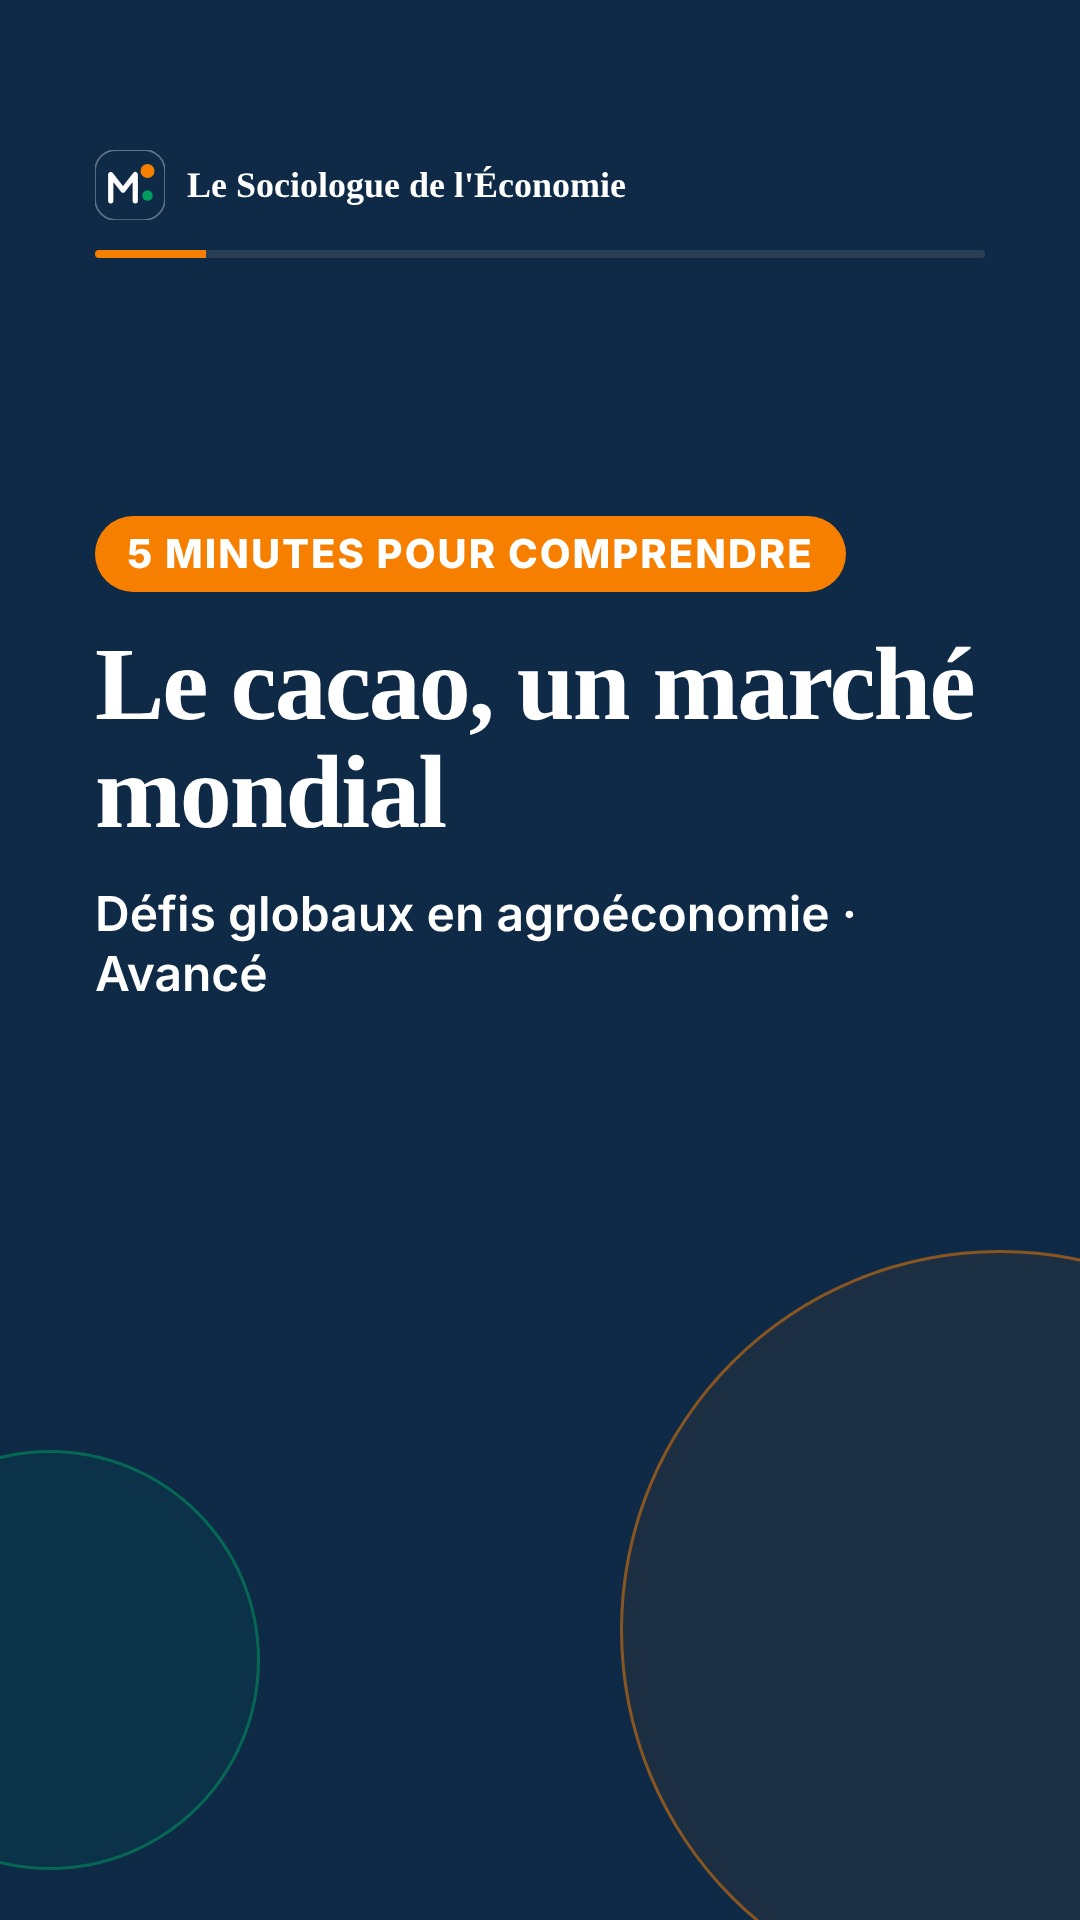 M
Le Sociologue de l'Économie
5 MINUTES POUR COMPRENDRE
Le cacao, un marché
mondial
Défis globaux en agroéconomie ·
Avancé